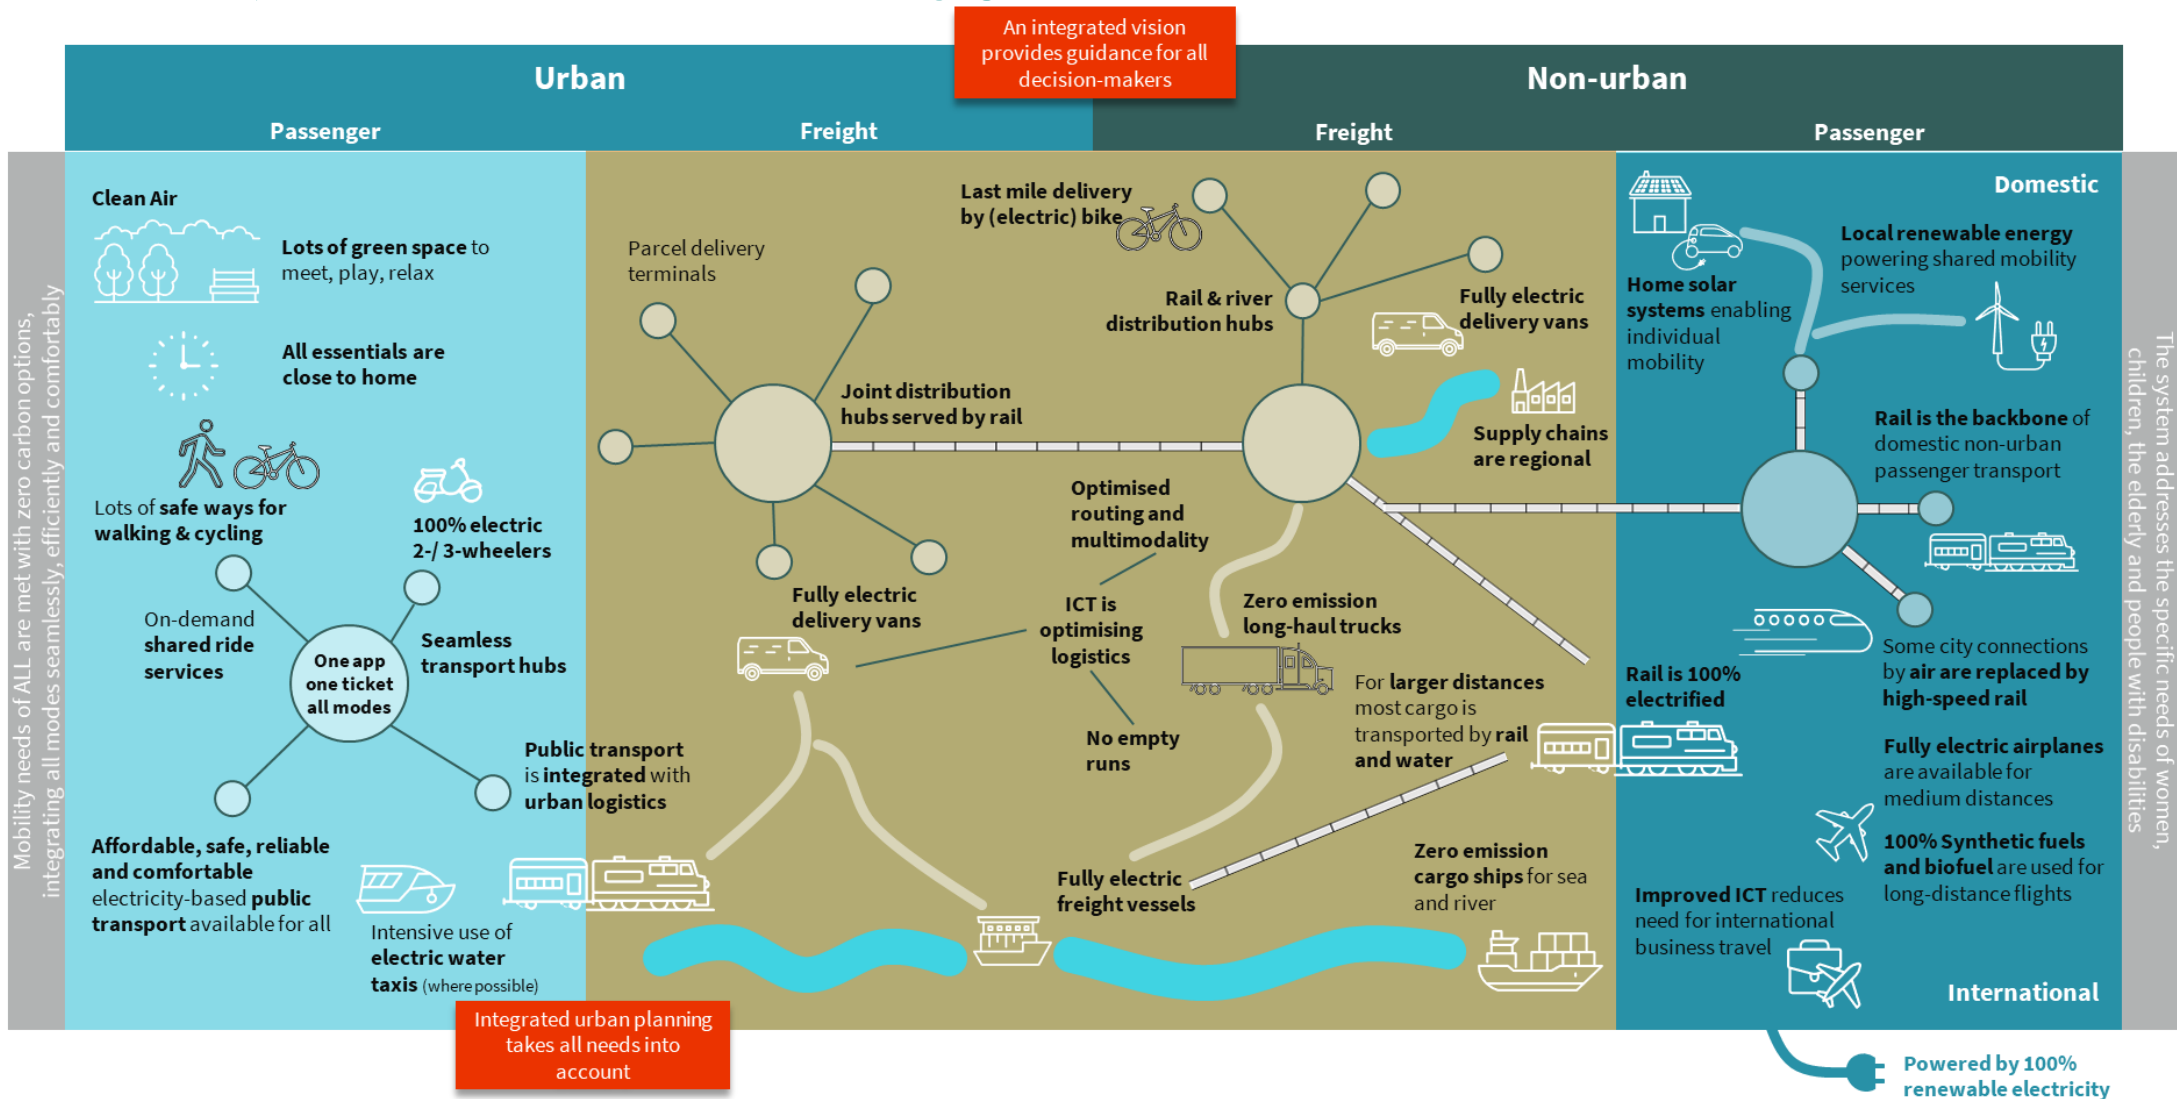 An integrated vision
provides guidance for all
decision-makers
Urban
Non-urban
Passenger
Freight
Freight
Passenger
Mobility needs of ALL are met with zero carbon options,
integrating all modes seamlessly, efficiently and comfortably
Clean Air
Lots of green space to
meet, play, relax
All essentials are
close to home
Lots of safe ways for
walking & cycling
100% electric
2-/ 3-wheelers
On-demand
shared ride
services
One app
one ticket
all modes
Seamless
transport hubs
Public transport
is integrated with
urban logistics
Affordable, safe, reliable
and comfortable
electricity-based public
transport available for all
Intensive use of
electric water
taxis (where possible)
Integrated urban planning
takes all needs into
account
Parcel delivery
terminals
Joint distribution
hubs served by rail
Fully electric
delivery vans
Last mile delivery
by (electric) bike
Rail & river
distribution hubs
Fully electric
delivery vans
Supply chains
are regional
Optimised
routing and
multimodality
ICT is
optimising
logistics
No empty
runs
Zero emission
long-haul trucks
For larger distances
most cargo is
transported by rail
and water
Fully electric
freight vessels
Zero emission
cargo ships for sea
and river
Domestic
Home solar
systems enabling
individual
mobility
Local renewable energy
powering shared mobility
services
Rail is the backbone of
domestic non-urban
passenger transport
Rail is 100%
electrified
Some city connections
by air are replaced by
high-speed rail
Fully electric airplanes
are available for
medium distances
100% Synthetic fuels
and biofuel are used for
long-distance flights
Improved ICT reduces
need for international
business travel
International
The system addresses the specific needs of women,
children, the elderly and people with disabilities
Powered by 100%
renewable electricity